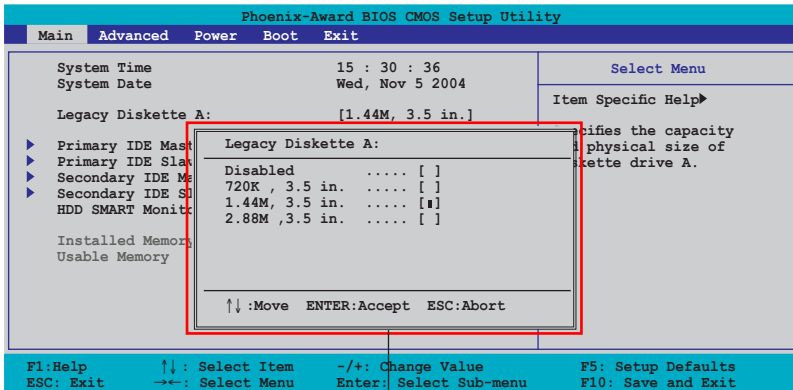 Phoenix-Award BIOS CMOS Setup Utility
Main Advanced Power Boot Exit
System Time 15 : 30 : 36
System Date Wed, Nov 5 2004
Legacy Diskette A: [1.44M, 3.5 in.]
Primary IDE Mast
Primary IDE Slav
Secondary IDE Ma
Secondary IDE Sl
HDD SMART Monito
Installed Memory
Usable Memory
Legacy Diskette A:
Disabled ..... [ ]
720K , 3.5 in. ..... [ ]
1.44M, 3.5 in. ..... [▮]
2.88M ,3.5 in. ..... [ ]
↑↓ :Move ENTER:Accept ESC:Abort
Select Menu
Item Specific Help▶
ecifies the capacity
physical size of
skette drive A.
F1:Help ↑↓ : Select Item -/+: Change Value F5: Setup Defaults
ESC: Exit →←: Select Menu Enter: Select Sub-menu F10: Save and Exit